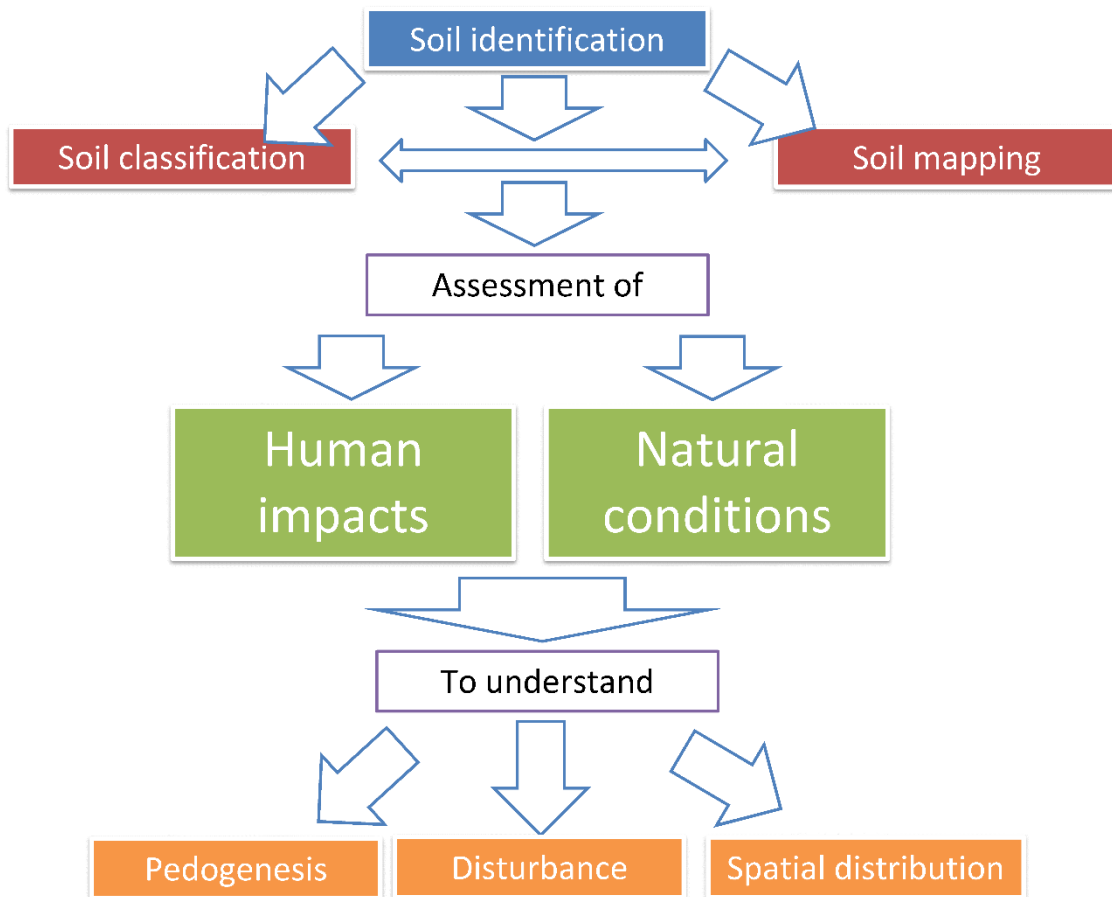 Soil identification
Soil classification
Soil mapping
Assessment of
Human
impacts
Natural
conditions
To understand
Pedogenesis
Disturbance
Spatial distribution